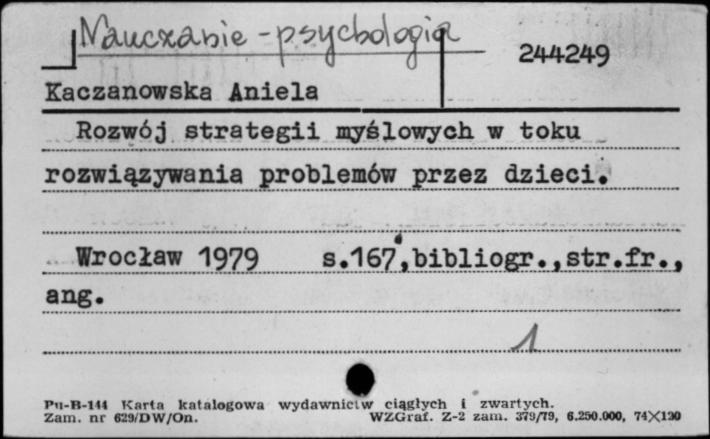 Nauczanie - psychologia
244249
Kaczanowska Aniela
Rozwój strategii myślowych w toku
rozwiązywania problemów przez dzieci.
Wrocław 1979 s.167,bibliogr.,str.fr.,
ang.
1
Pu-B-144 Karta katalogowa wydawnictw ciągłych i zwartych.
Zam. nr 629/DW/On. WZGraf. Z-2 zam. 379/79, 6.250.000, 74X120